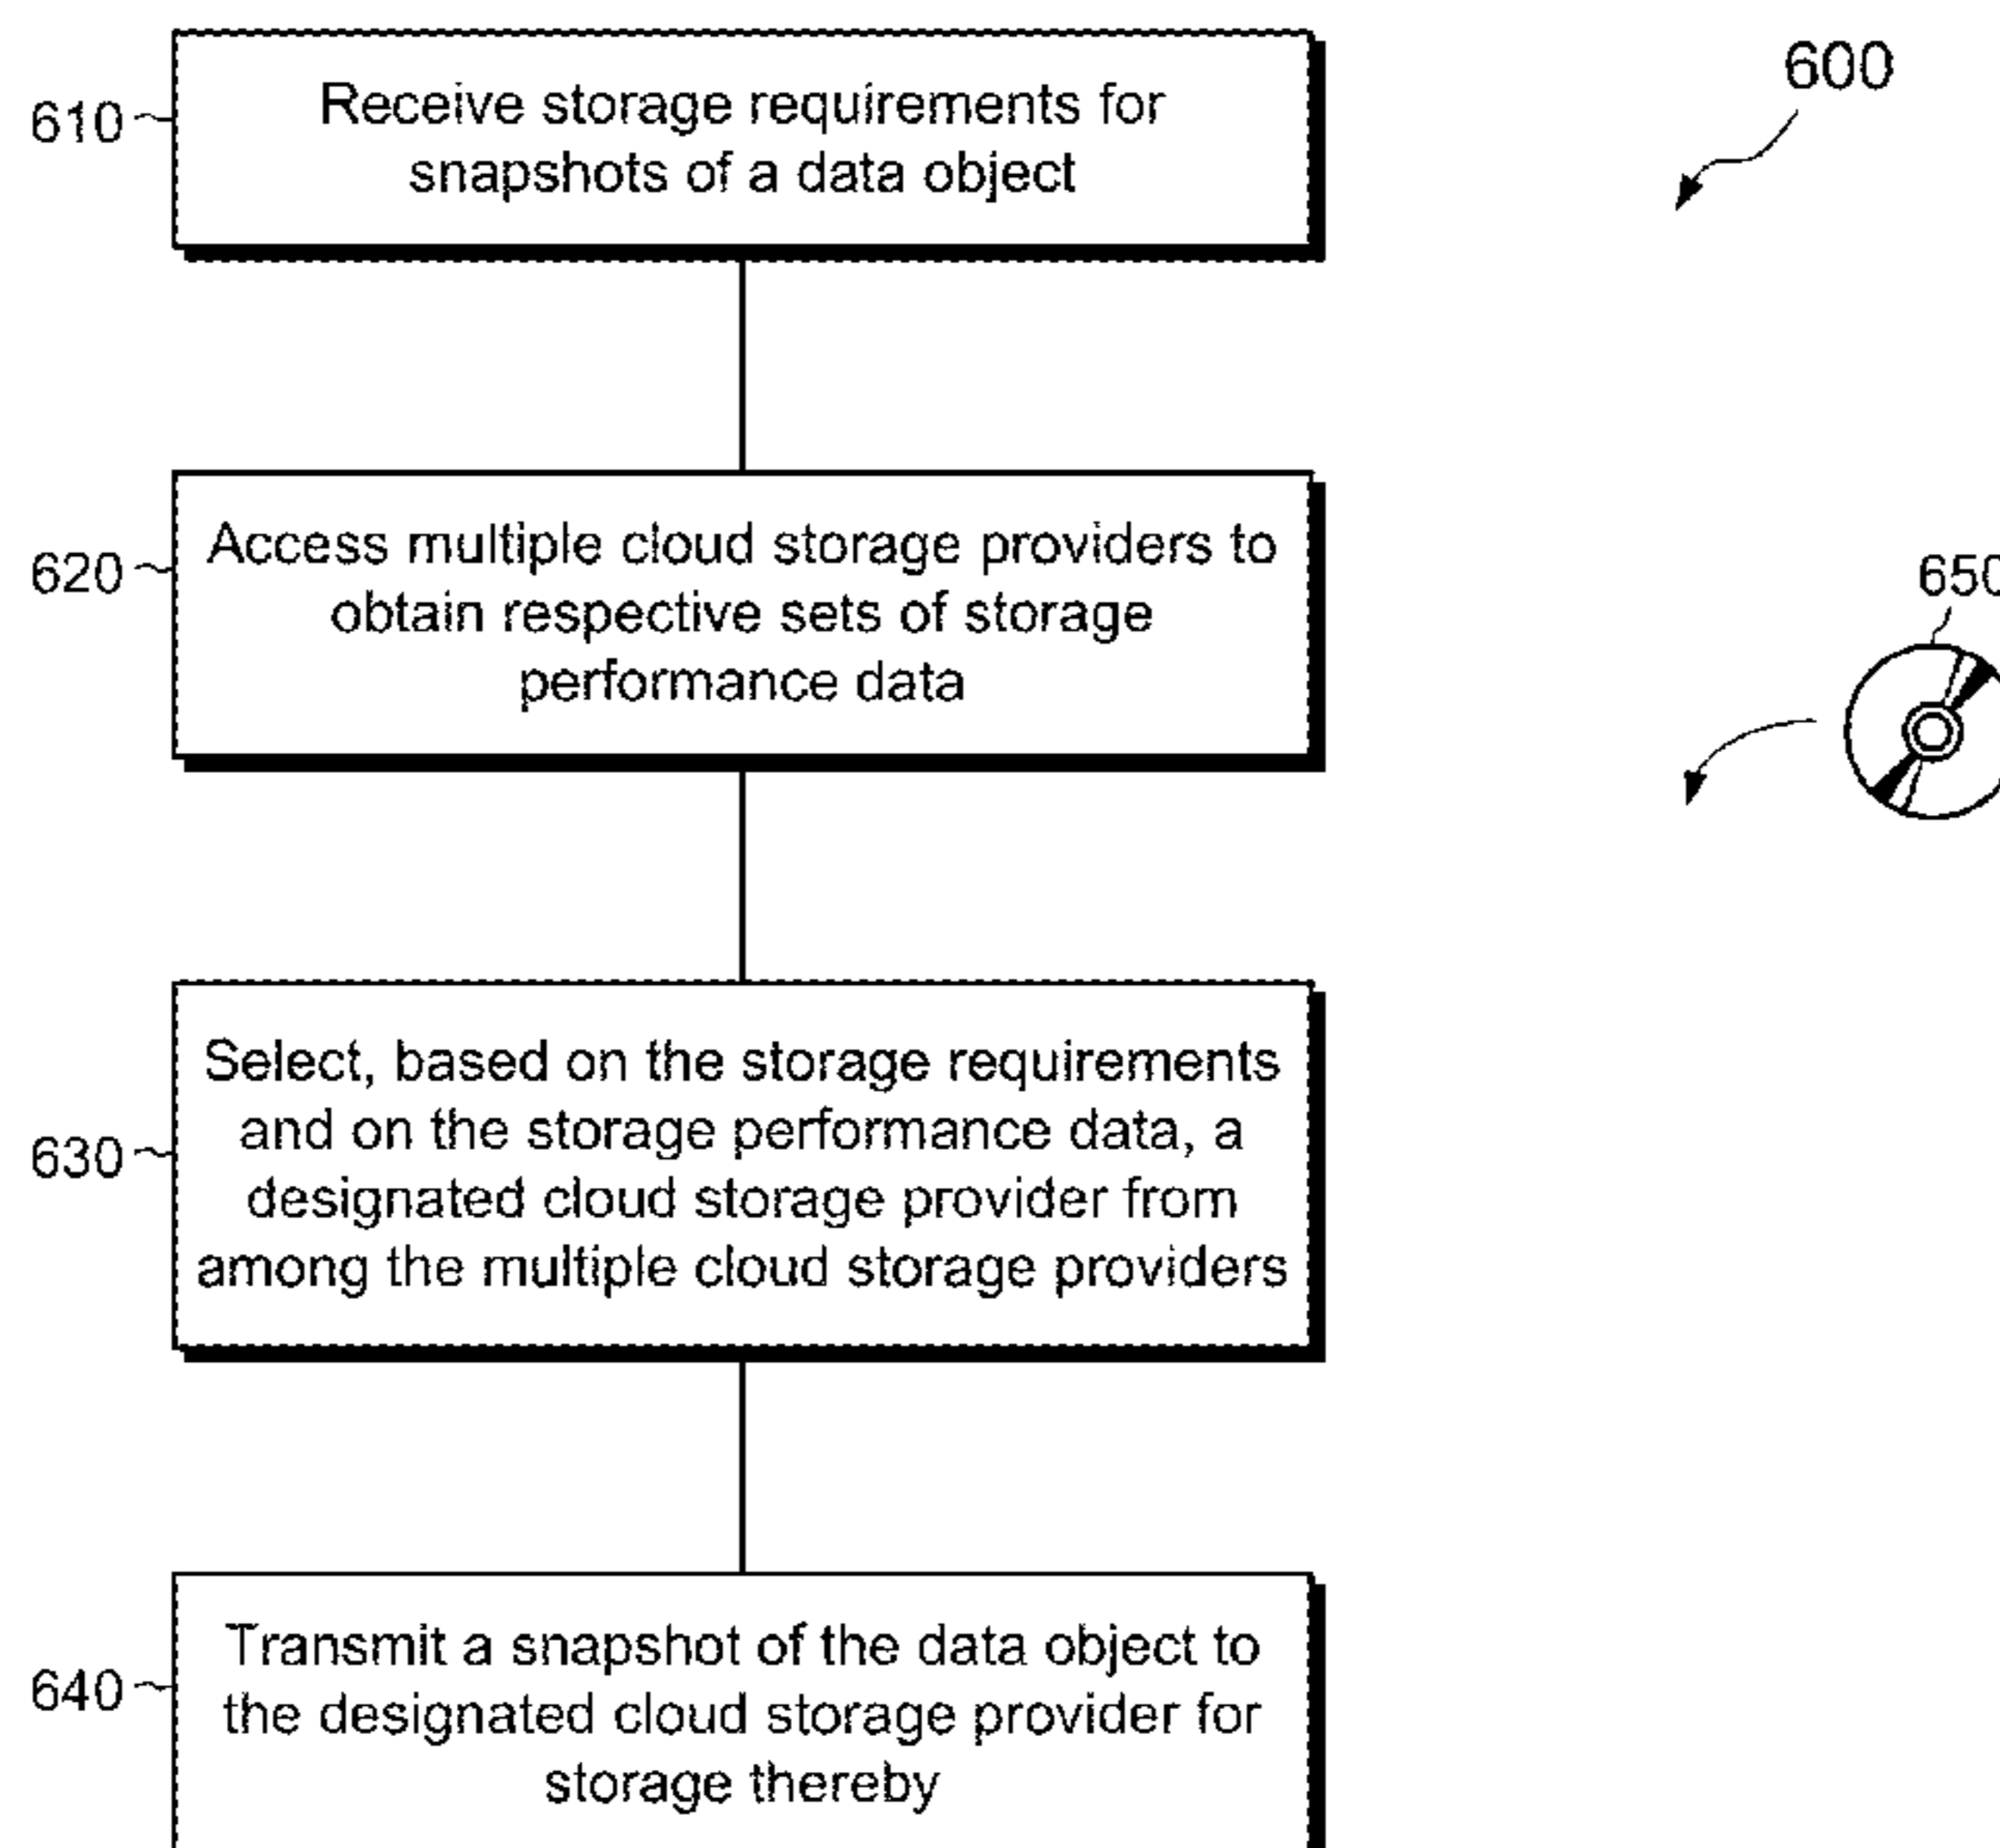 600
610
Receive storage requirements for
snapshots of a data object
620
Access multiple cloud storage providers to
obtain respective sets of storage
performance data
650
630
Select, based on the storage requirements
and on the storage performance data, a
designated cloud storage provider from
among the multiple cloud storage providers
640
Transmit a snapshot of the data object to
the designated cloud storage provider for
storage thereby